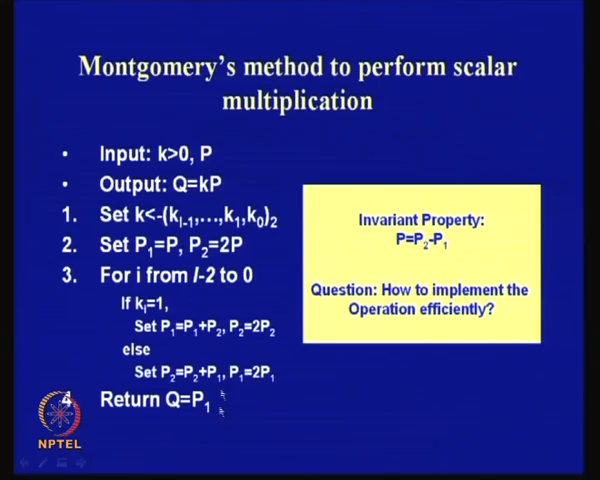 Montgomery's method to perform scalar
multiplication
• Input: k>0, P
• Output: Q=kP
1. Set k<-(k_{l-1},...,k_1,k_0)_2
2. Set P_1=P, P_2=2P
3. For i from l-2 to 0
If k_i=1,
Set P_1=P_1+P_2, P_2=2P_2
else
Set P_2=P_2+P_1, P_1=2P_1
4. Return Q=P_1
Invariant Property:
P=P_2-P_1
Question: How to implement the
Operation efficiently?
NPTEL